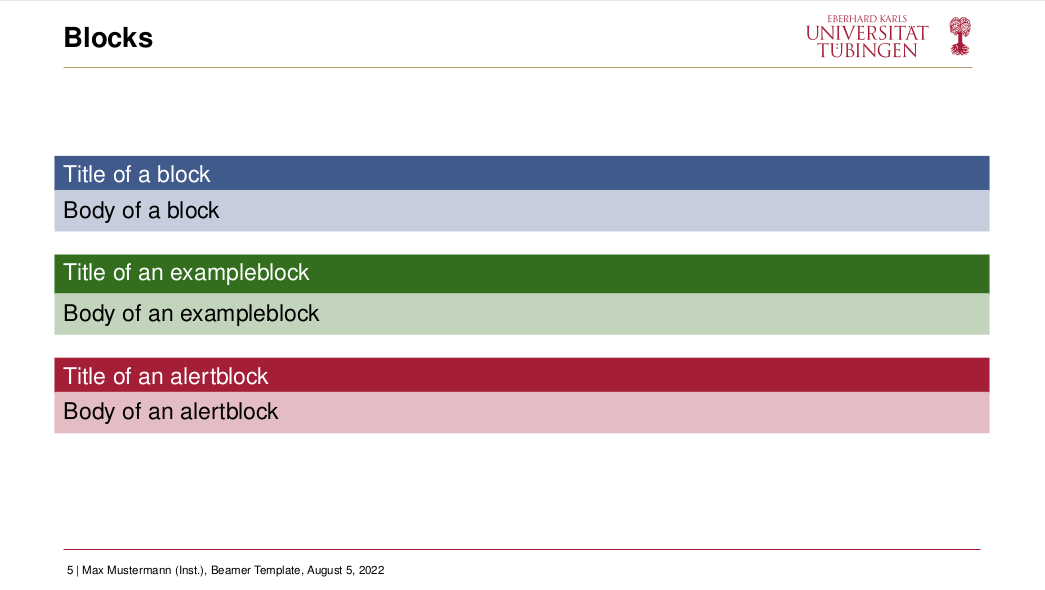 Blocks
EBERHARD KARLS
UNIVERSITÄT
TÜBINGEN
Title of a block
Body of a block
Title of an exampleblock
Body of an exampleblock
Title of an alertblock
Body of an alertblock
5 | Max Mustermann (Inst.), Beamer Template, August 5, 2022